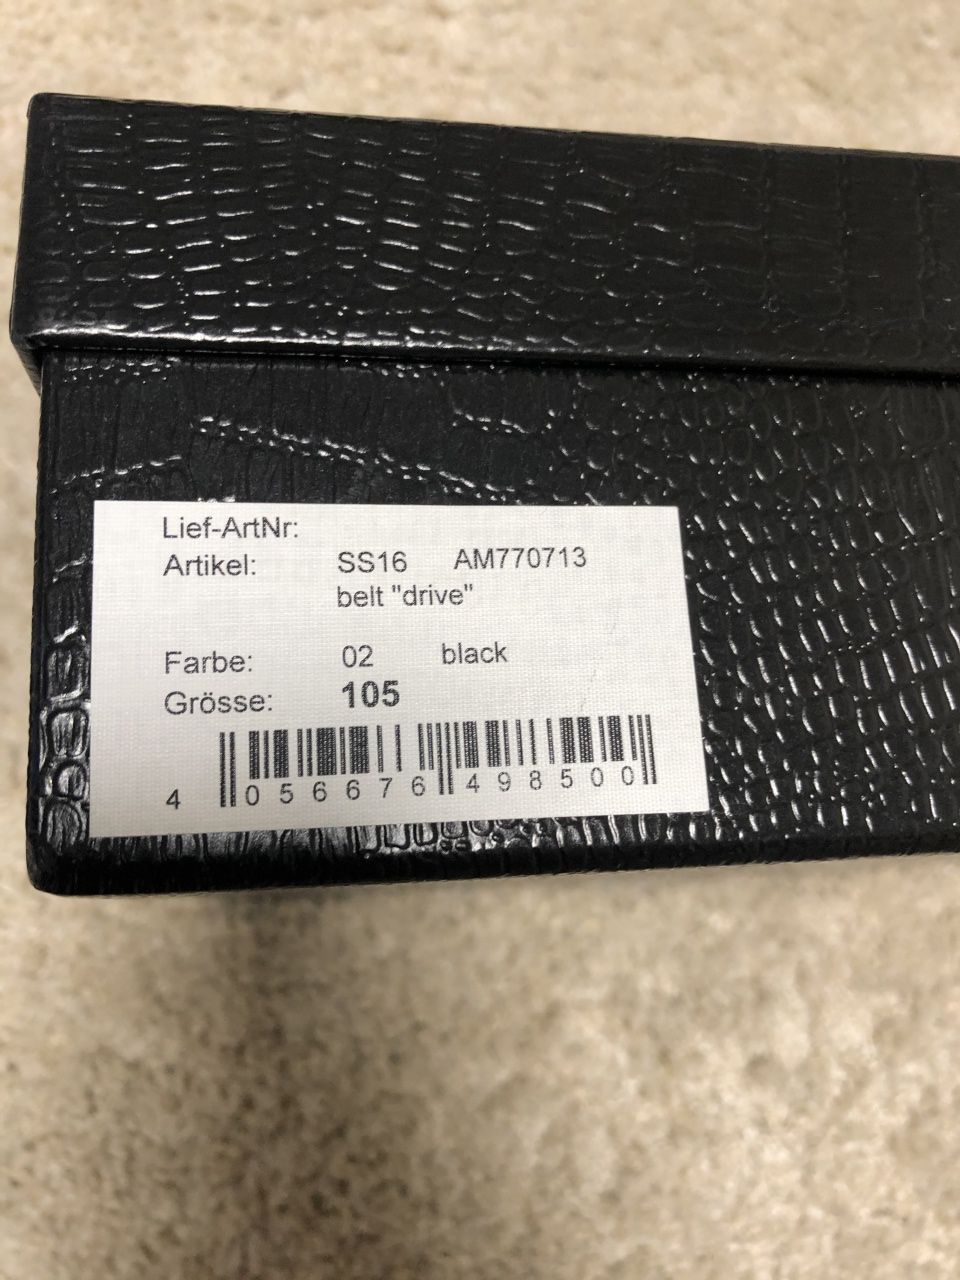 Lief-ArtNr:
Artikel: SS16 AM770713
belt "drive"
Farbe: 02 black
Grösse: 105
4 056676 498500